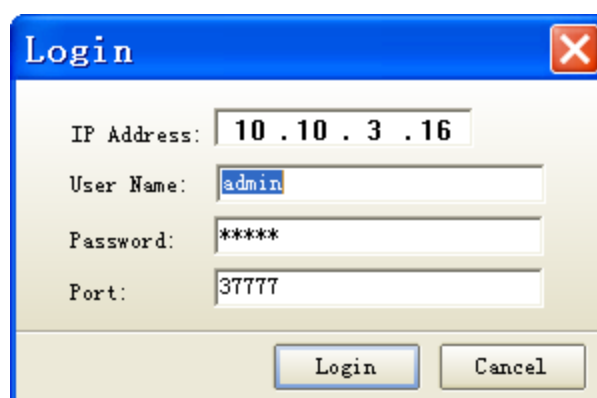 Login
IP Address: 10 . 10 . 3 . 16
User Name: admin
Password: *****
Port: 37777
Login Cancel